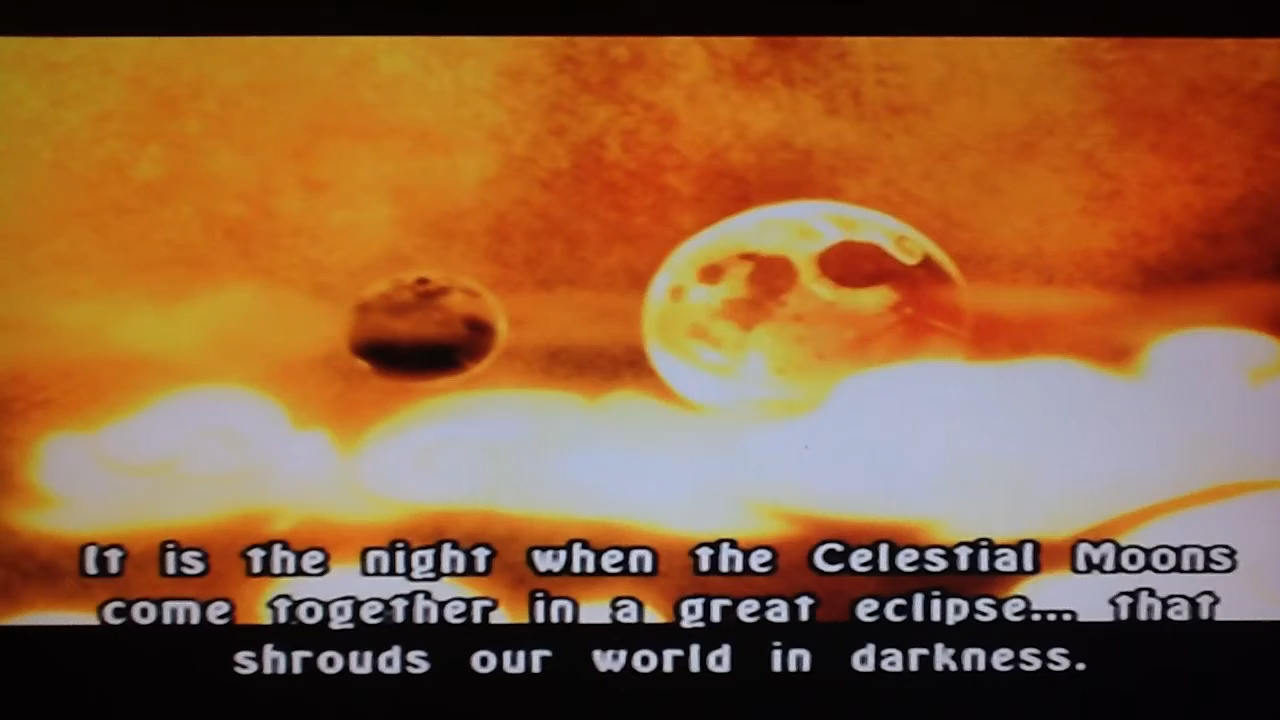 It is the night when the Celestial Moons
come together in a great eclipse... that
shrouds our world in darkness.